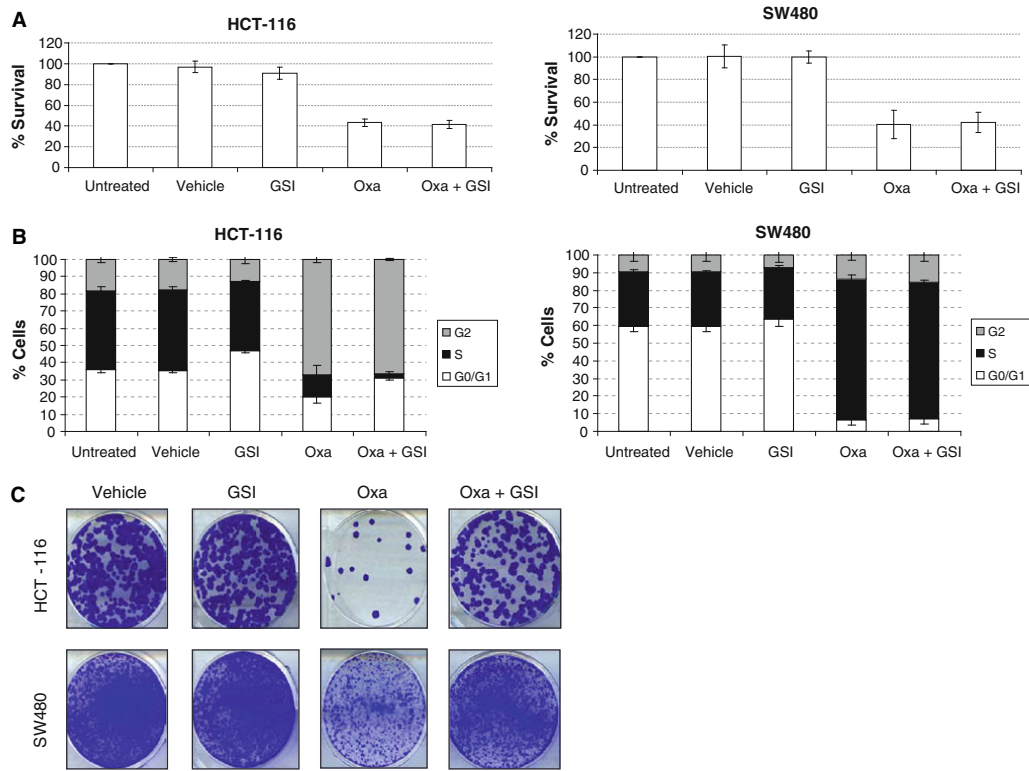 A
HCT-116
% Survival
120
100
80
60
40
20
0
Untreated Vehicle GSI Oxa Oxa + GSI
SW480
% Survival
120
100
80
60
40
20
0
Untreated Vehicle GSI Oxa Oxa + GSI
B
HCT-116
% Cells
100
90
80
70
60
50
40
30
20
10
0
Untreated Vehicle GSI Oxa Oxa + GSI
G2
S
G0/G1
SW480
% Cells
100
90
80
70
60
50
40
30
20
10
0
Untreated Vehicle GSI Oxa Oxa + GSI
G2
S
G0/G1
C
Vehicle GSI Oxa Oxa + GSI
HCT -116
SW480